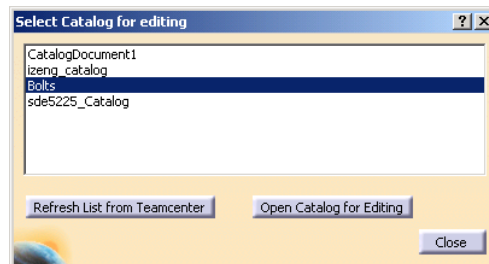 Select Catalog for editing
? X
CatalogDocument1
izeng_catalog
Bolts
sde5225_Catalog
Refresh List from Teamcenter
Open Catalog for Editing
Close